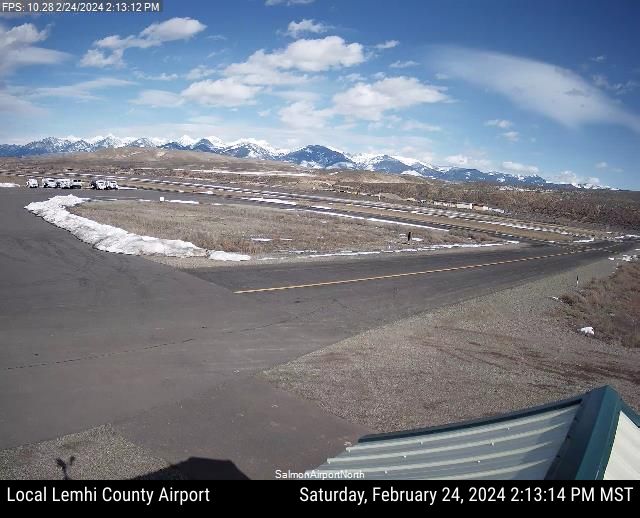 FPS: 10.28 2/24/2024 2:13:12 PM
SalmonAirportNorth
Local Lemhi County Airport Saturday, February 24, 2024 2:13:14 PM MST